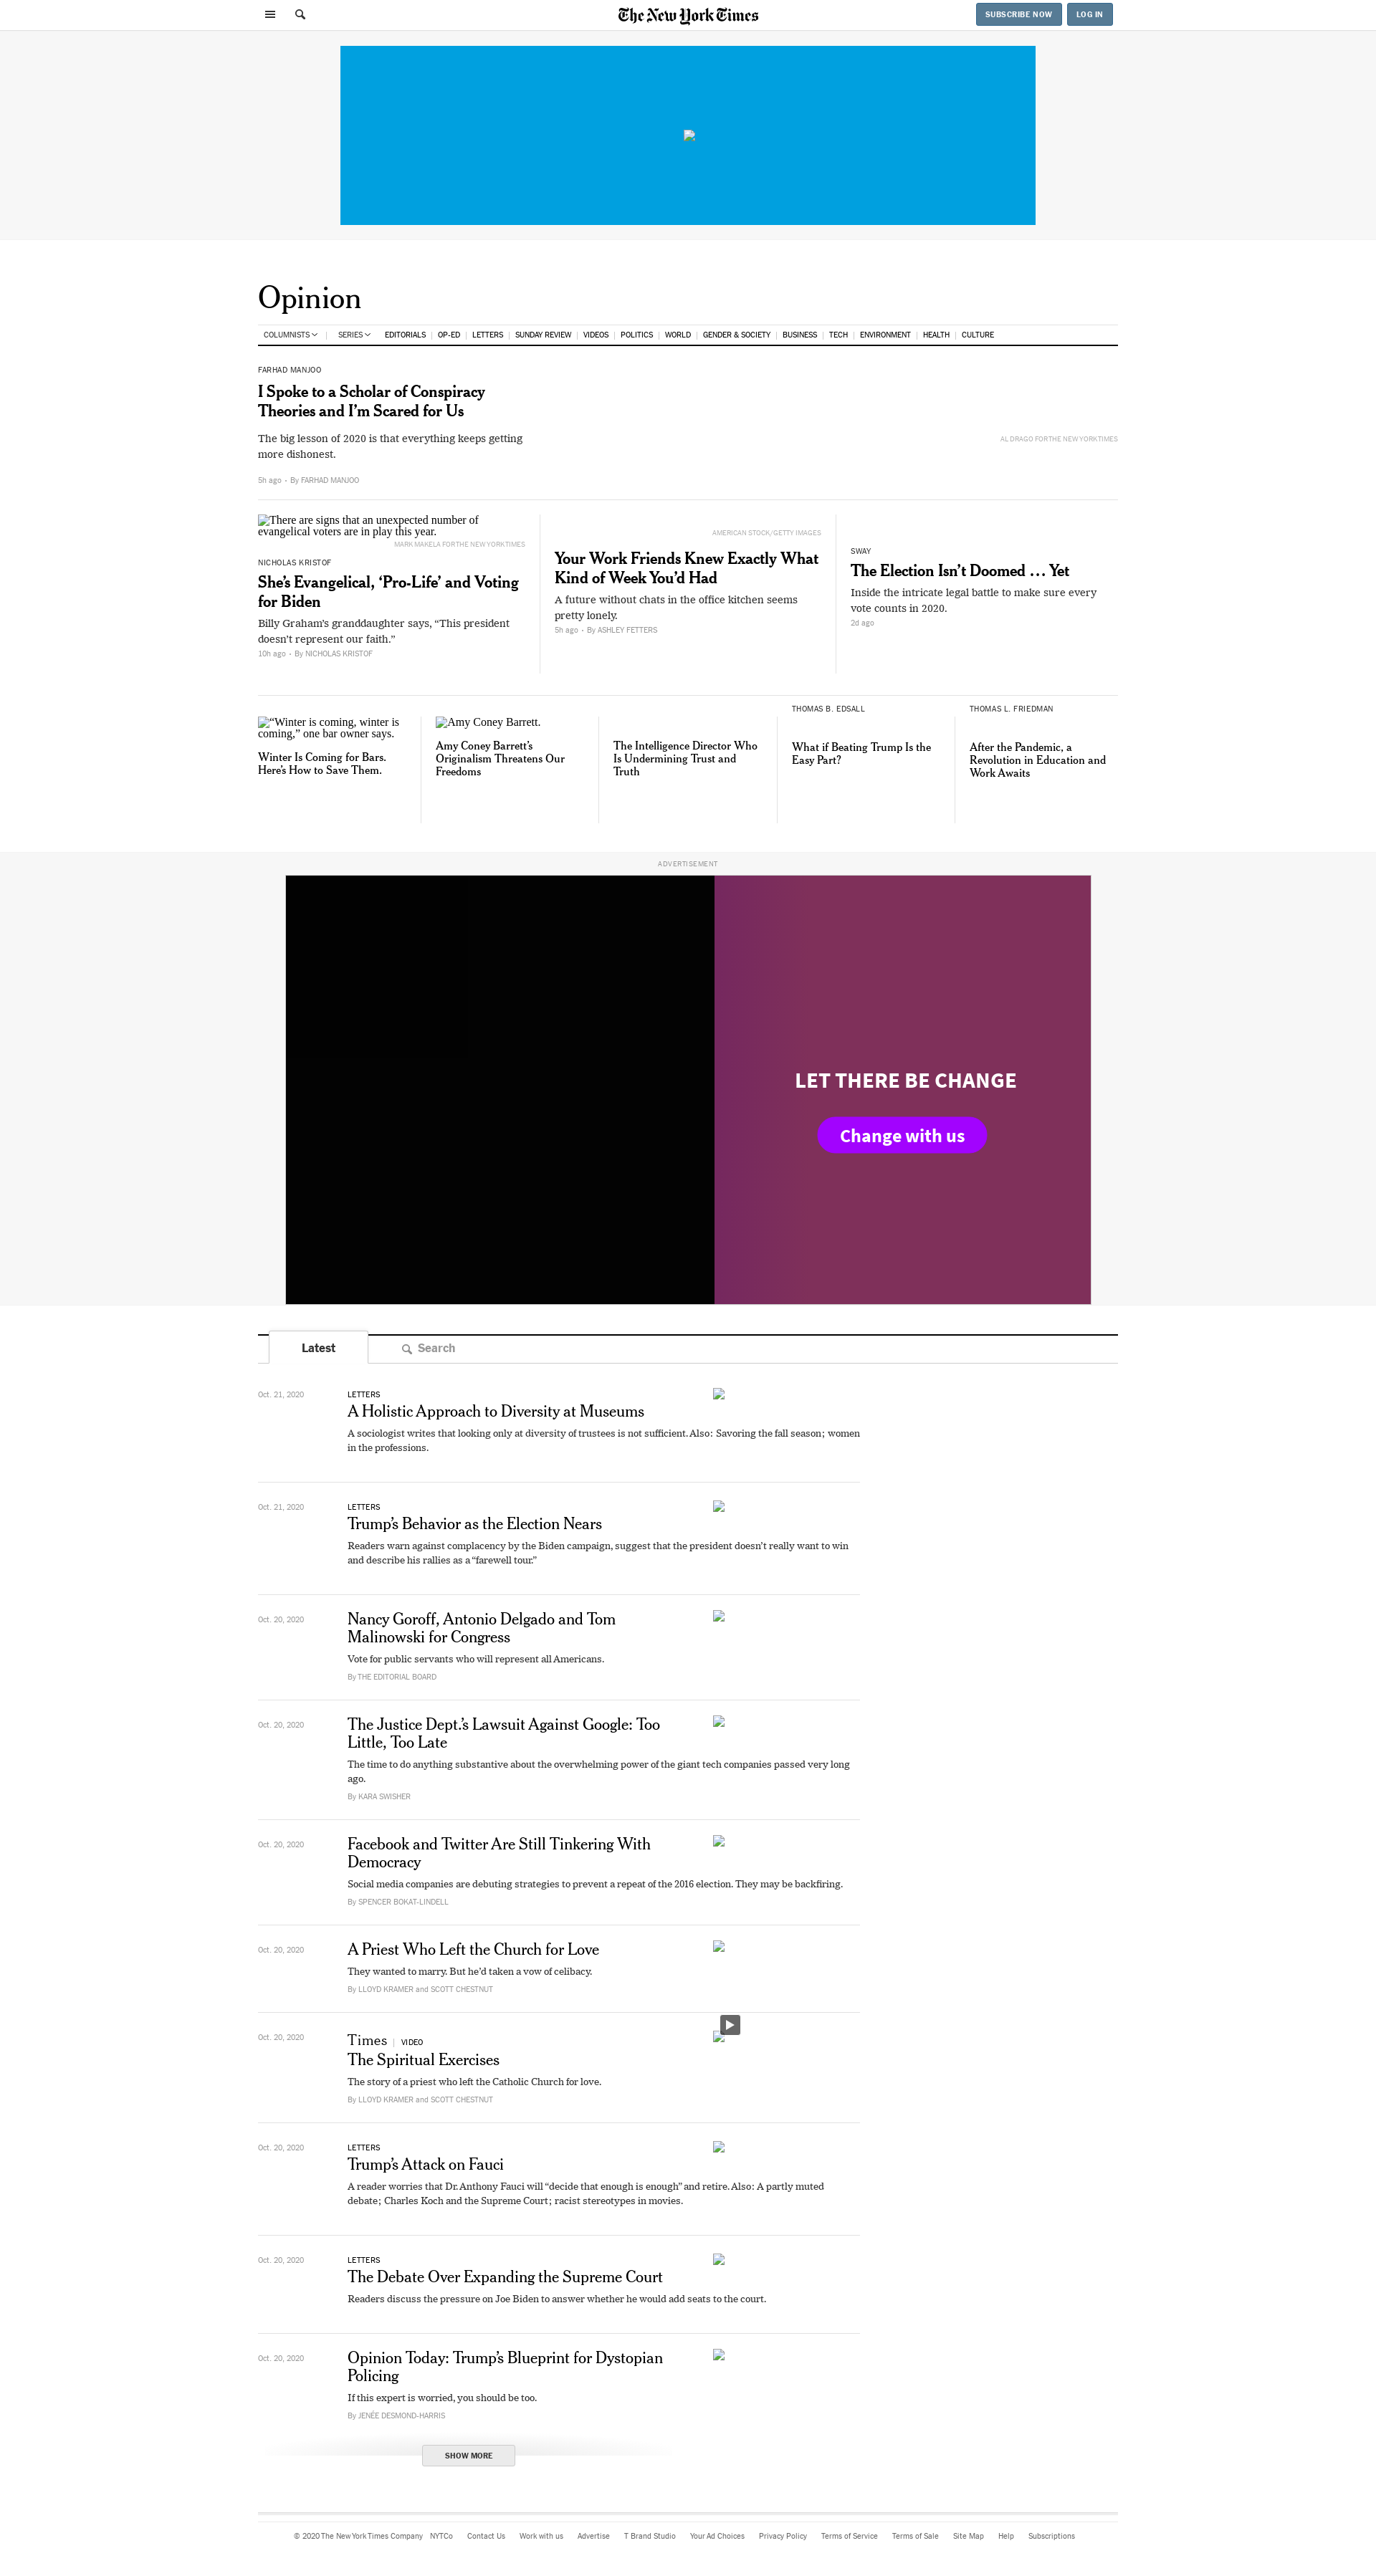 The New York Times
SUBSCRIBE NOW
LOG IN
Opinion
COLUMNISTS | SERIES EDITORIALS | OP-ED | LETTERS | SUNDAY REVIEW | VIDEOS | POLITICS | WORLD | GENDER & SOCIETY | BUSINESS | TECH | ENVIRONMENT | HEALTH | CULTURE
FARHAD MANJOO
I Spoke to a Scholar of Conspiracy
Theories and I’m Scared for Us
The big lesson of 2020 is that everything keeps getting
more dishonest.
5h ago • By FARHAD MANJOO
AL DRAGO FOR THE NEW YORK TIMES
There are signs that an unexpected number of
evangelical voters are in play this year.
MARK MAKELA FOR THE NEW YORK TIMES
NICHOLAS KRISTOF
She’s Evangelical, ‘Pro-Life’ and Voting
for Biden
Billy Graham’s granddaughter says, “This president
doesn’t represent our faith.”
10h ago • By NICHOLAS KRISTOF
AMERICAN STOCK/GETTY IMAGES
Your Work Friends Knew Exactly What
Kind of Week You’d Had
A future without chats in the office kitchen seems
pretty lonely.
5h ago • By ASHLEY FETTERS
SWAY
The Election Isn’t Doomed … Yet
Inside the intricate legal battle to make sure every
vote counts in 2020.
2d ago
“Winter is coming, winter is
coming,” one bar owner says.
Winter Is Coming for Bars.
Here’s How to Save Them.
Amy Coney Barrett.
Amy Coney Barrett’s
Originalism Threatens Our
Freedoms
The Intelligence Director Who
Is Undermining Trust and
Truth
THOMAS B. EDSALL
What if Beating Trump Is the
Easy Part?
THOMAS L. FRIEDMAN
After the Pandemic, a
Revolution in Education and
Work Awaits
ADVERTISEMENT
LET THERE BE CHANGE
Change with us
Latest
Search
Oct. 21, 2020
LETTERS
A Holistic Approach to Diversity at Museums
A sociologist writes that looking only at diversity of trustees is not sufficient. Also: Savoring the fall season; women
in the professions.
Oct. 21, 2020
LETTERS
Trump’s Behavior as the Election Nears
Readers warn against complacency by the Biden campaign, suggest that the president doesn’t really want to win
and describe his rallies as a “farewell tour.”
Oct. 20, 2020
Nancy Goroff, Antonio Delgado and Tom
Malinowski for Congress
Vote for public servants who will represent all Americans.
By THE EDITORIAL BOARD
Oct. 20, 2020
The Justice Dept.’s Lawsuit Against Google: Too
Little, Too Late
The time to do anything substantive about the overwhelming power of the giant tech companies passed very long
ago.
By KARA SWISHER
Oct. 20, 2020
Facebook and Twitter Are Still Tinkering With
Democracy
Social media companies are debuting strategies to prevent a repeat of the 2016 election. They may be backfiring.
By SPENCER BOKAT-LINDELL
Oct. 20, 2020
A Priest Who Left the Church for Love
They wanted to marry. But he’d taken a vow of celibacy.
By LLOYD KRAMER and SCOTT CHESTNUT
Oct. 20, 2020
Times | VIDEO
The Spiritual Exercises
The story of a priest who left the Catholic Church for love.
By LLOYD KRAMER and SCOTT CHESTNUT
Oct. 20, 2020
LETTERS
Trump’s Attack on Fauci
A reader worries that Dr. Anthony Fauci will “decide that enough is enough” and retire. Also: A partly muted
debate; Charles Koch and the Supreme Court; racist stereotypes in movies.
Oct. 20, 2020
LETTERS
The Debate Over Expanding the Supreme Court
Readers discuss the pressure on Joe Biden to answer whether he would add seats to the court.
Oct. 20, 2020
Opinion Today: Trump’s Blueprint for Dystopian
Policing
If this expert is worried, you should be too.
By JENÉE DESMOND-HARRIS
SHOW MORE
© 2020 The New York Times Company NYTCo Contact Us Work with us Advertise T Brand Studio Your Ad Choices Privacy Policy Terms of Service Terms of Sale Site Map Help Subscriptions